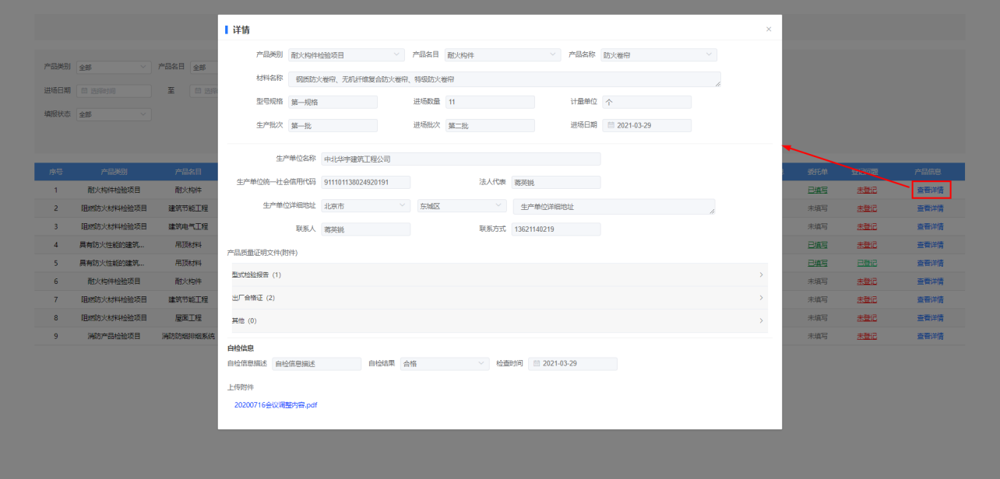 详情 ×
产品类别 耐火构件检验项目 产品名目 耐火构件 产品名称 防火卷帘
材料名称 钢质防火卷帘、无机纤维复合防火卷帘、特级防火卷帘
型号规格 第一规格 进场数量 11 计量单位 个
生产批次 第一批 进场批次 第二批 进场日期 2021-03-29
生产单位名称 中北华宇建筑工程公司
生产单位统一社会信用代码 911101138024920191 法人代表 蒋英锐
生产单位详细地址 北京市 东城区 生产单位详细地址
联系人 蒋英锐 联系方式 13621140219
产品质量证明文件(附件)
型式检验报告（1）
出厂合格证（2）
其他（0）
自检信息
自检信息描述 自检信息描述 自检结果 合格 检查时间 2021-03-29
上传附件
20200716会议调整内容.pdf
产品类别 全部 产品名目 全部
进场日期 选择时间 至
填报状态 全部
序号 产品类别 产品名目 委托单 登记问题 产品信息
1 耐火构件检验项目 耐火构件 已填写 未登记 查看详情
2 阻燃防火材料检验项目 建筑节能工程 未填写 未登记 查看详情
3 阻燃防火材料检验项目 建筑电气工程 未填写 未登记 查看详情
4 具有防火性能的建筑... 吊顶材料 已填写 未登记 查看详情
5 具有防火性能的建筑... 吊顶材料 已填写 已登记 查看详情
6 耐火构件检验项目 耐火构件 未填写 未登记 查看详情
7 阻燃防火材料检验项目 建筑节能工程 未填写 未登记 查看详情
8 阻燃防火材料检验项目 屋面工程 未填写 未登记 查看详情
9 消防产品检验项目 消防防烟排烟系统 未填写 未登记 查看详情